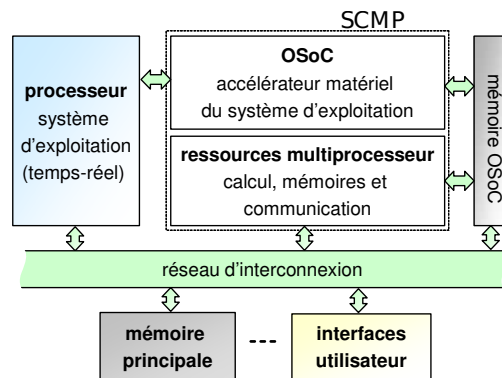 SCMP
processeur
système
d'exploitation
(temps-réel)
OSoC
accélérateur matériel
du système d'exploitation
ressources multiprocesseur
calcul, mémoires et
communication
mémoire OSoC
réseau d'interconnexion
mémoire
principale
---
interfaces
utilisateur